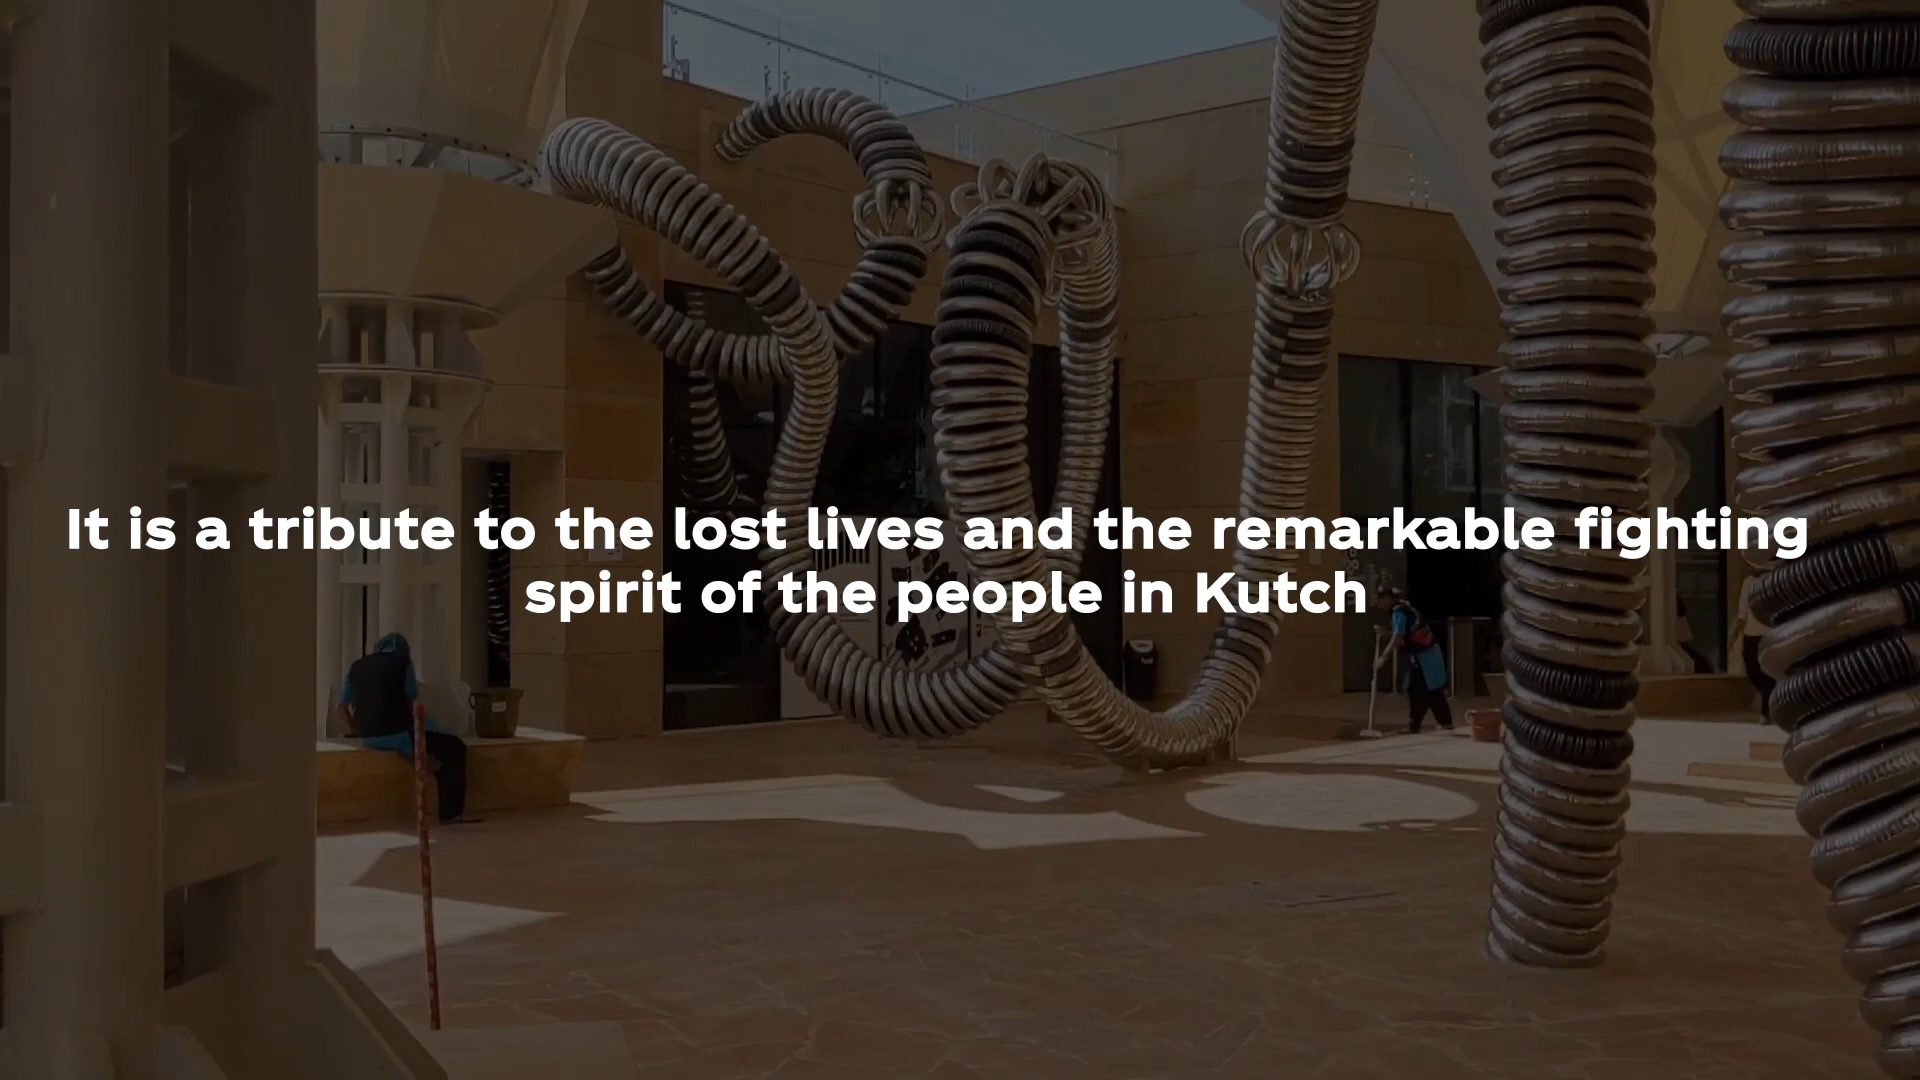 It is a tribute to the lost lives and the remarkable fighting
spirit of the people in Kutch